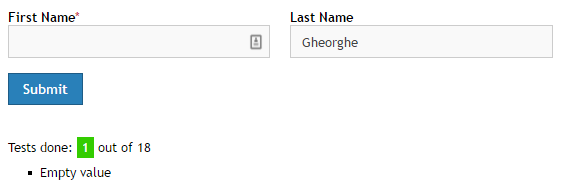 First Name* Last Name
Gheorghe
Submit
Tests done: 1 out of 18
Empty value